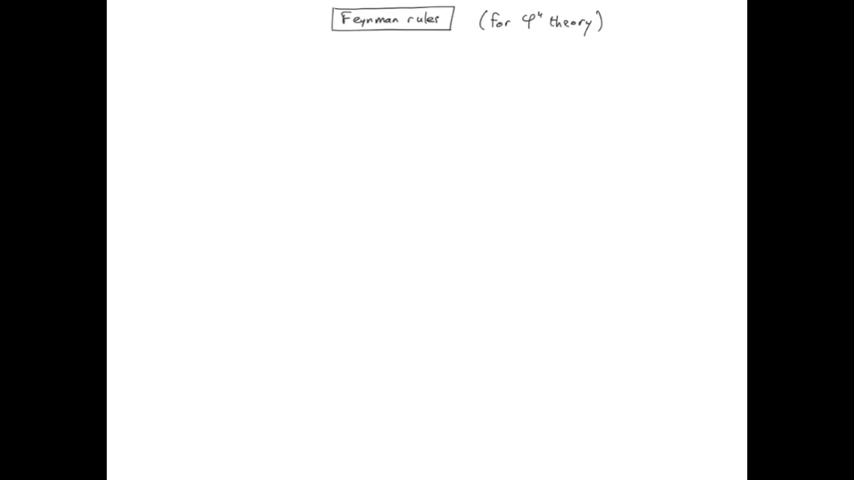 Feynman rules (for φ⁴ theory)